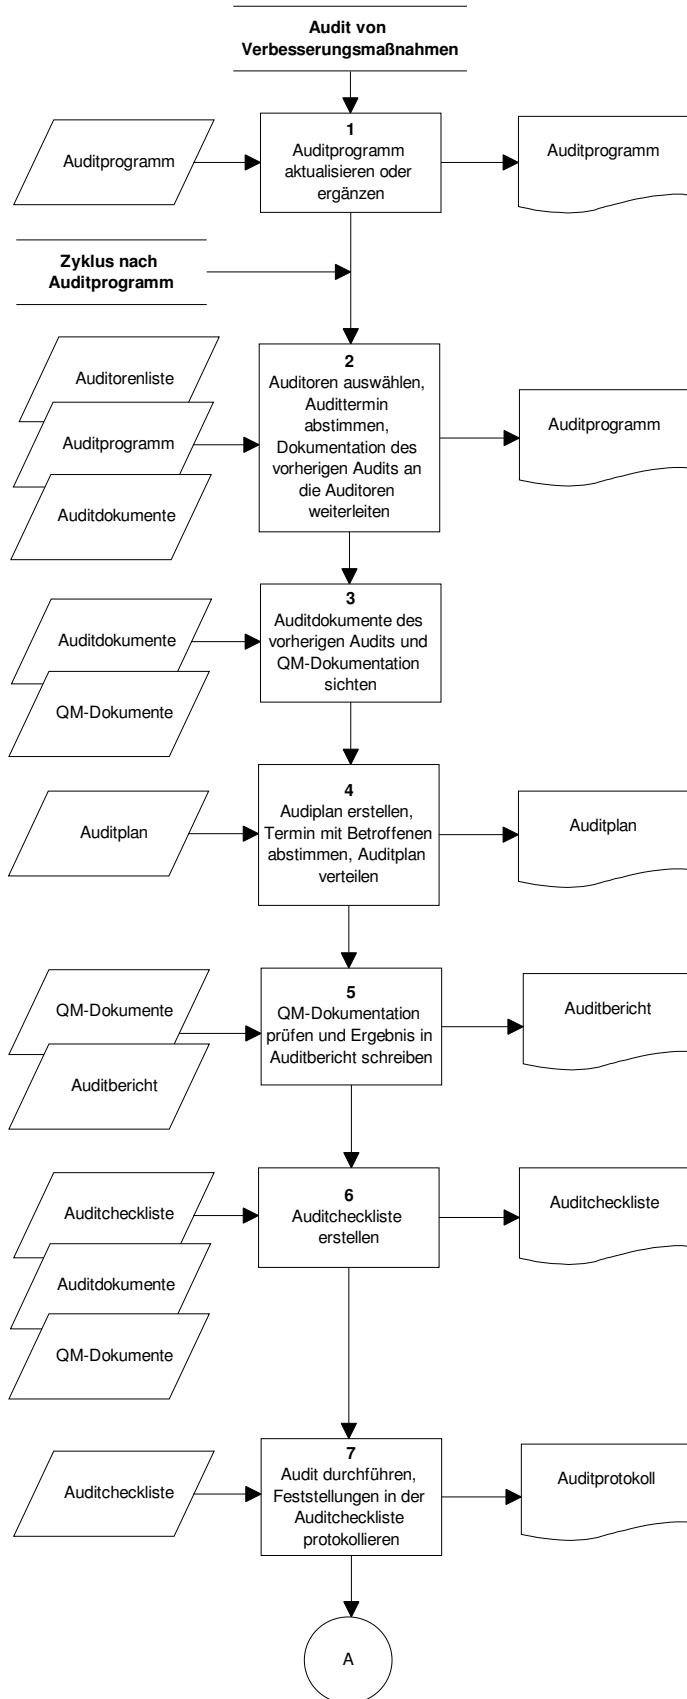 Audit von
Verbesserungsmaßnahmen
Auditprogramm
1
Auditprogramm
aktualisieren oder
ergänzen
Auditprogramm
Zyklus nach
Auditprogramm
Auditorenliste
Auditprogramm
Auditdokumente
2
Auditoren auswählen,
Audittermin
abstimmen,
Dokumentation des
vorherigen Audits an
die Auditoren
weiterleiten
Auditprogramm
Auditdokumente
QM-Dokumente
3
Auditdokumente des
vorherigen Audits und
QM-Dokumentation
sichten
Auditplan
4
Audiplan erstellen,
Termin mit Betroffenen
abstimmen, Auditplan
verteilen
Auditplan
QM-Dokumente
Auditbericht
5
QM-Dokumentation
prüfen und Ergebnis in
Auditbericht schreiben
Auditbericht
Auditcheckliste
Auditdokumente
QM-Dokumente
6
Auditcheckliste
erstellen
Auditcheckliste
Auditcheckliste
7
Audit durchführen,
Feststellungen in der
Auditcheckliste
protokollieren
Auditprotokoll
A